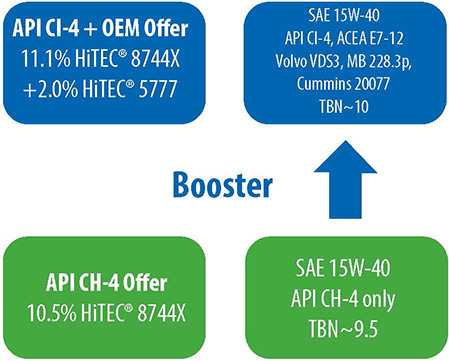 API CI-4 + OEM Offer
11.1% HiTEC® 8744X
+2.0% HiTEC® 5777
SAE 15W-40
API CI-4, ACEA E7-12
Volvo VDS3, MB 228.3p,
Cummins 20077
TBN~10
Booster
API CH-4 Offer
10.5% HiTEC® 8744X
SAE 15W-40
API CH-4 only
TBN~9.5